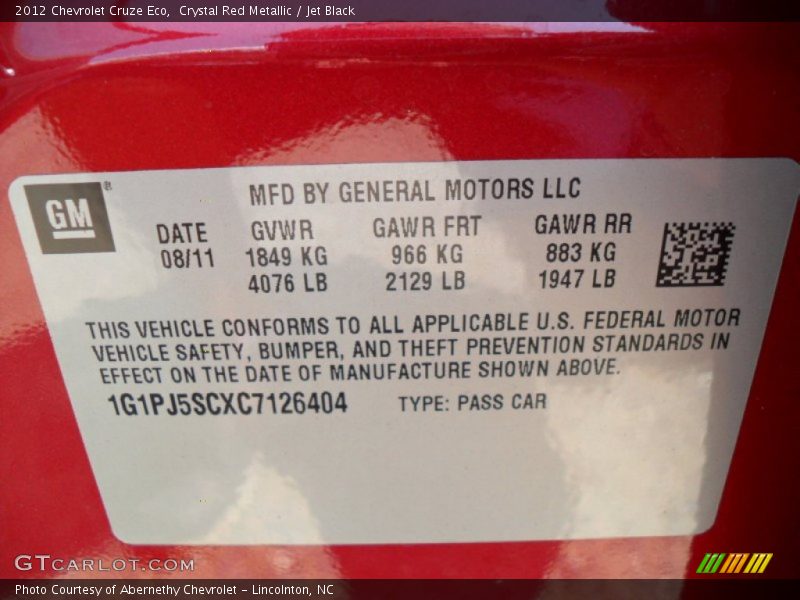 2012 Chevrolet Cruze Eco, Crystal Red Metallic / Jet Black
GM ®
MFD BY GENERAL MOTORS LLC
DATE GVWR GAWR FRT GAWR RR
08/11 1849 KG 966 KG 883 KG
4076 LB 2129 LB 1947 LB
THIS VEHICLE CONFORMS TO ALL APPLICABLE U.S. FEDERAL MOTOR
VEHICLE SAFETY, BUMPER, AND THEFT PREVENTION STANDARDS IN
EFFECT ON THE DATE OF MANUFACTURE SHOWN ABOVE.
1G1PJ5SCXC7126404 TYPE: PASS CAR
GTCARLOT.COM
Photo Courtesy of Abernethy Chevrolet - Lincolnton, NC